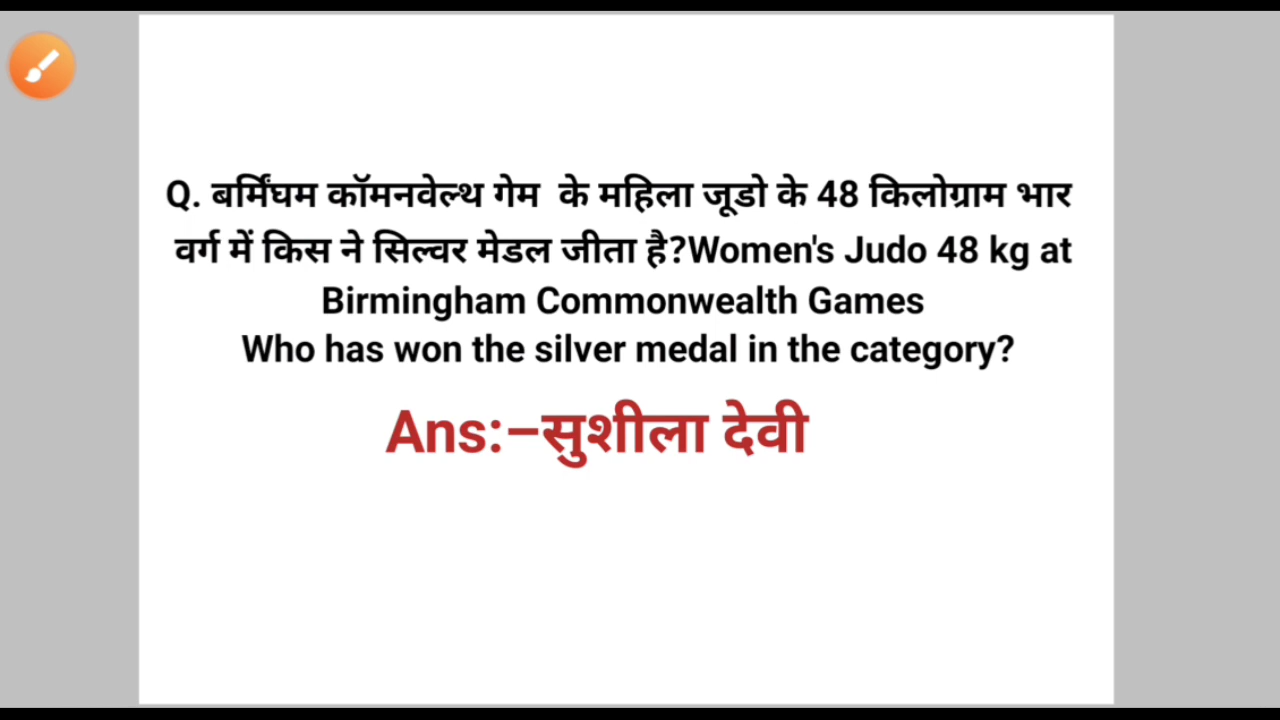 Q. बर्मिंघम कॉमनवेल्थ गेम के महिला जूडो के 48 किलोग्राम भार
वर्ग में किस ने सिल्वर मेडल जीता है?Women's Judo 48 kg at
Birmingham Commonwealth Games
Who has won the silver medal in the category?
Ans:–सुशीला देवी